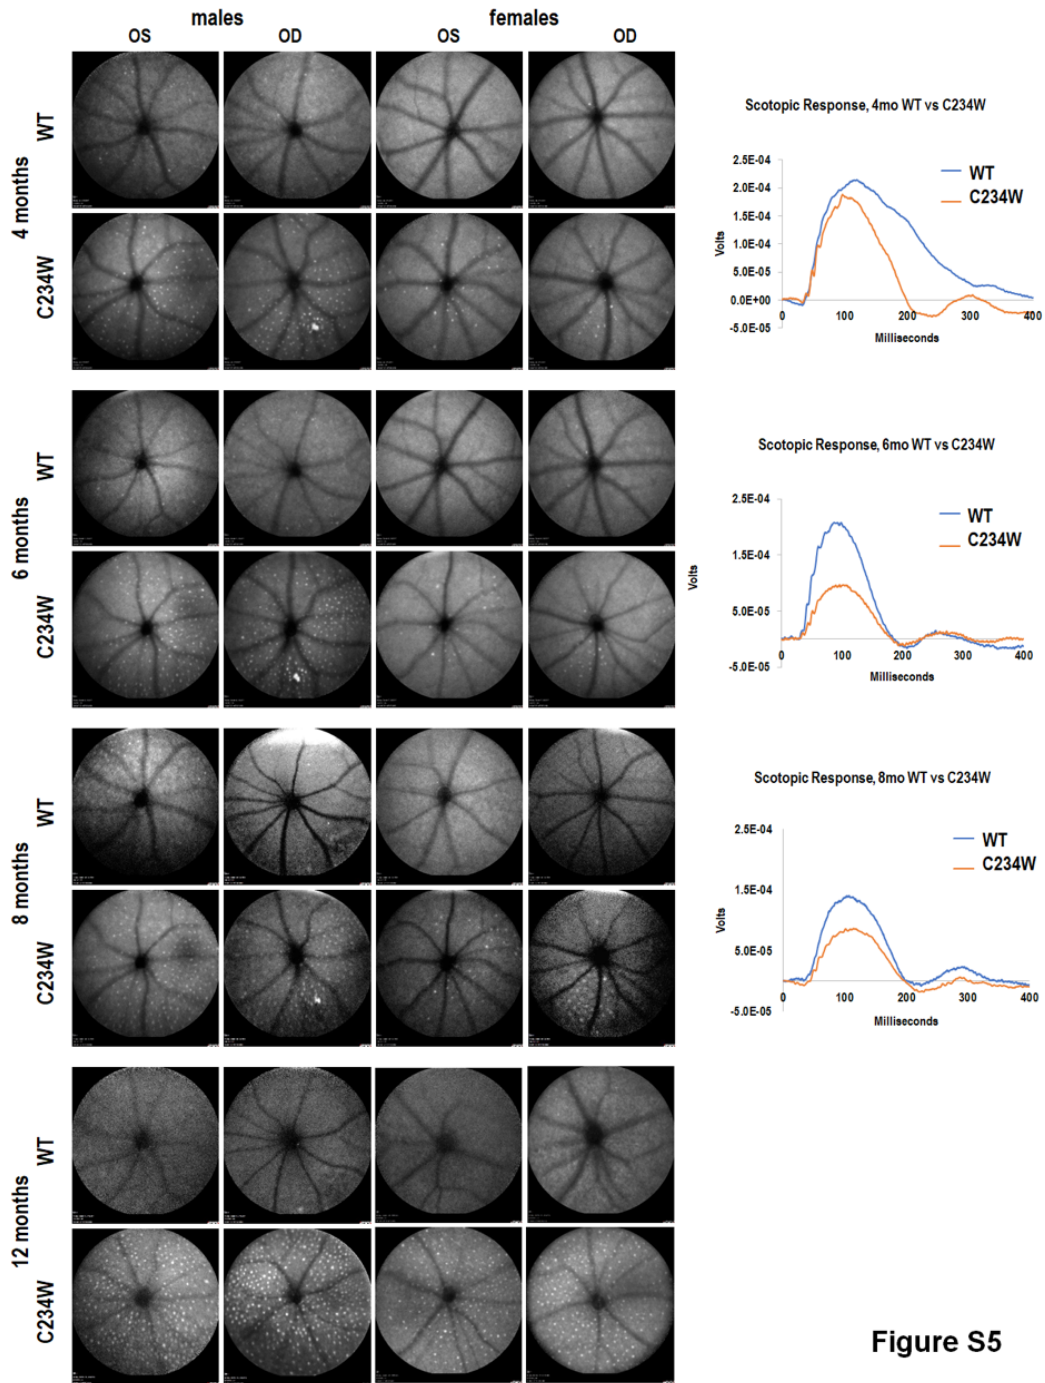 males
females
OS
OD
OS
OD
4 months
WT
C234W
Scotopic Response, 4mo WT vs C234W
2.5E-04
2.0E-04
1.5E-04
1.0E-04
5.0E-05
0.0E+00
-5.0E-05
Volts
0
100
200
300
400
Milliseconds
WT
C234W
6 months
WT
C234W
Scotopic Response, 6mo WT vs C234W
2.5E-04
1.5E-04
5.0E-05
-5.0E-05
Volts
0
100
200
300
400
Milliseconds
WT
C234W
8 months
WT
C234W
Scotopic Response, 8mo WT vs C234W
2.5E-04
1.5E-04
5.0E-05
-5.0E-05
Volts
0
100
200
300
400
Milliseconds
WT
C234W
12 months
WT
C234W
Figure S5